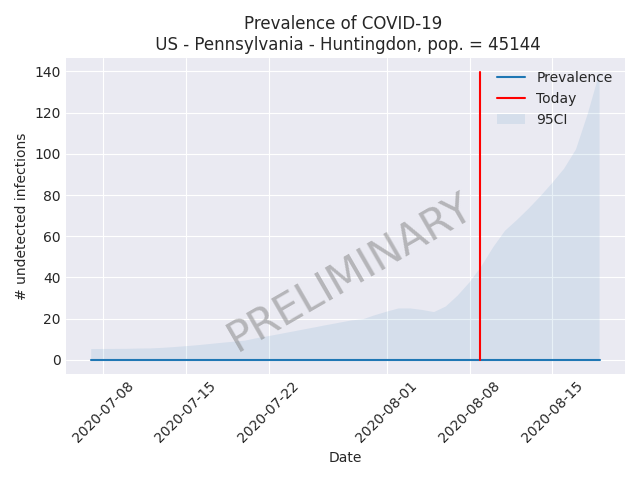 Prevalence of COVID-19
US - Pennsylvania - Huntingdon, pop. = 45144
140
120
100
80
60
40
20
0
# undetected infections
Prevalence
Today
95CI
PRELIMINARY
2020-07-08
2020-07-15
2020-07-22
2020-08-01
2020-08-08
2020-08-15
Date